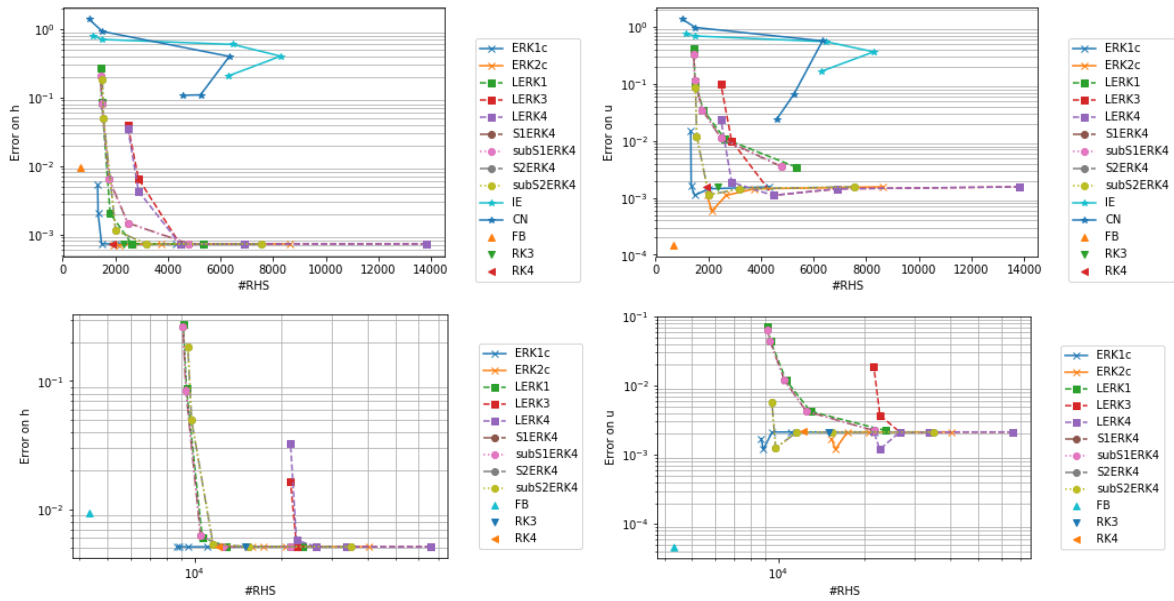 Error on h
10⁰
10⁻¹
10⁻²
10⁻³
0 2000 4000 6000 8000 10000 12000 14000
#RHS
ERK1c
ERK2c
LERK1
LERK3
LERK4
S1ERK4
subS1ERK4
S2ERK4
subS2ERK4
IE
CN
FB
RK3
RK4
Error on u
10⁰
10⁻¹
10⁻²
10⁻³
10⁻⁴
0 2000 4000 6000 8000 10000 12000 14000
#RHS
ERK1c
ERK2c
LERK1
LERK3
LERK4
S1ERK4
subS1ERK4
S2ERK4
subS2ERK4
IE
CN
FB
RK3
RK4
Error on h
10⁻¹
10⁻²
10⁴
#RHS
ERK1c
ERK2c
LERK1
LERK3
LERK4
S1ERK4
subS1ERK4
S2ERK4
subS2ERK4
FB
RK3
RK4
Error on u
10⁻¹
10⁻²
10⁻³
10⁻⁴
10⁴
#RHS
ERK1c
ERK2c
LERK1
LERK3
LERK4
S1ERK4
subS1ERK4
S2ERK4
subS2ERK4
FB
RK3
RK4